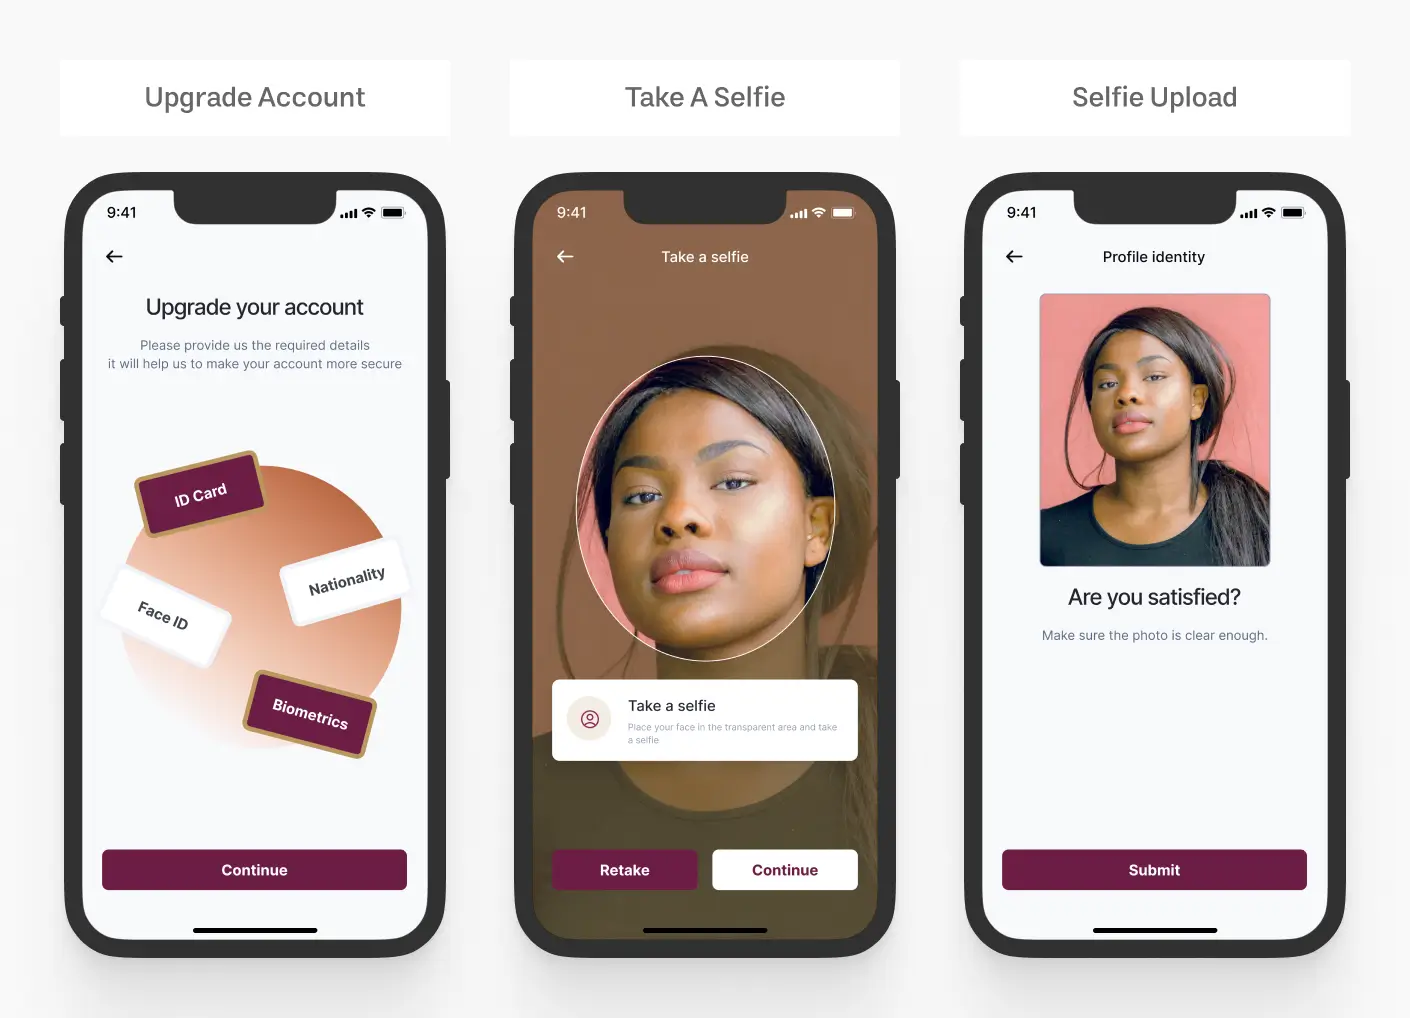 Upgrade Account
Take A Selfie
Selfie Upload
9:41
Upgrade your account
Please provide us the required details
it will help us to make your account more secure
ID Card
Nationality
Face ID
Biometrics
Continue
9:41
Take a selfie
Take a selfie
Place your face in the transparent area and take
a selfie
Retake
Continue
9:41
Profile identity
Are you satisfied?
Make sure the photo is clear enough.
Submit